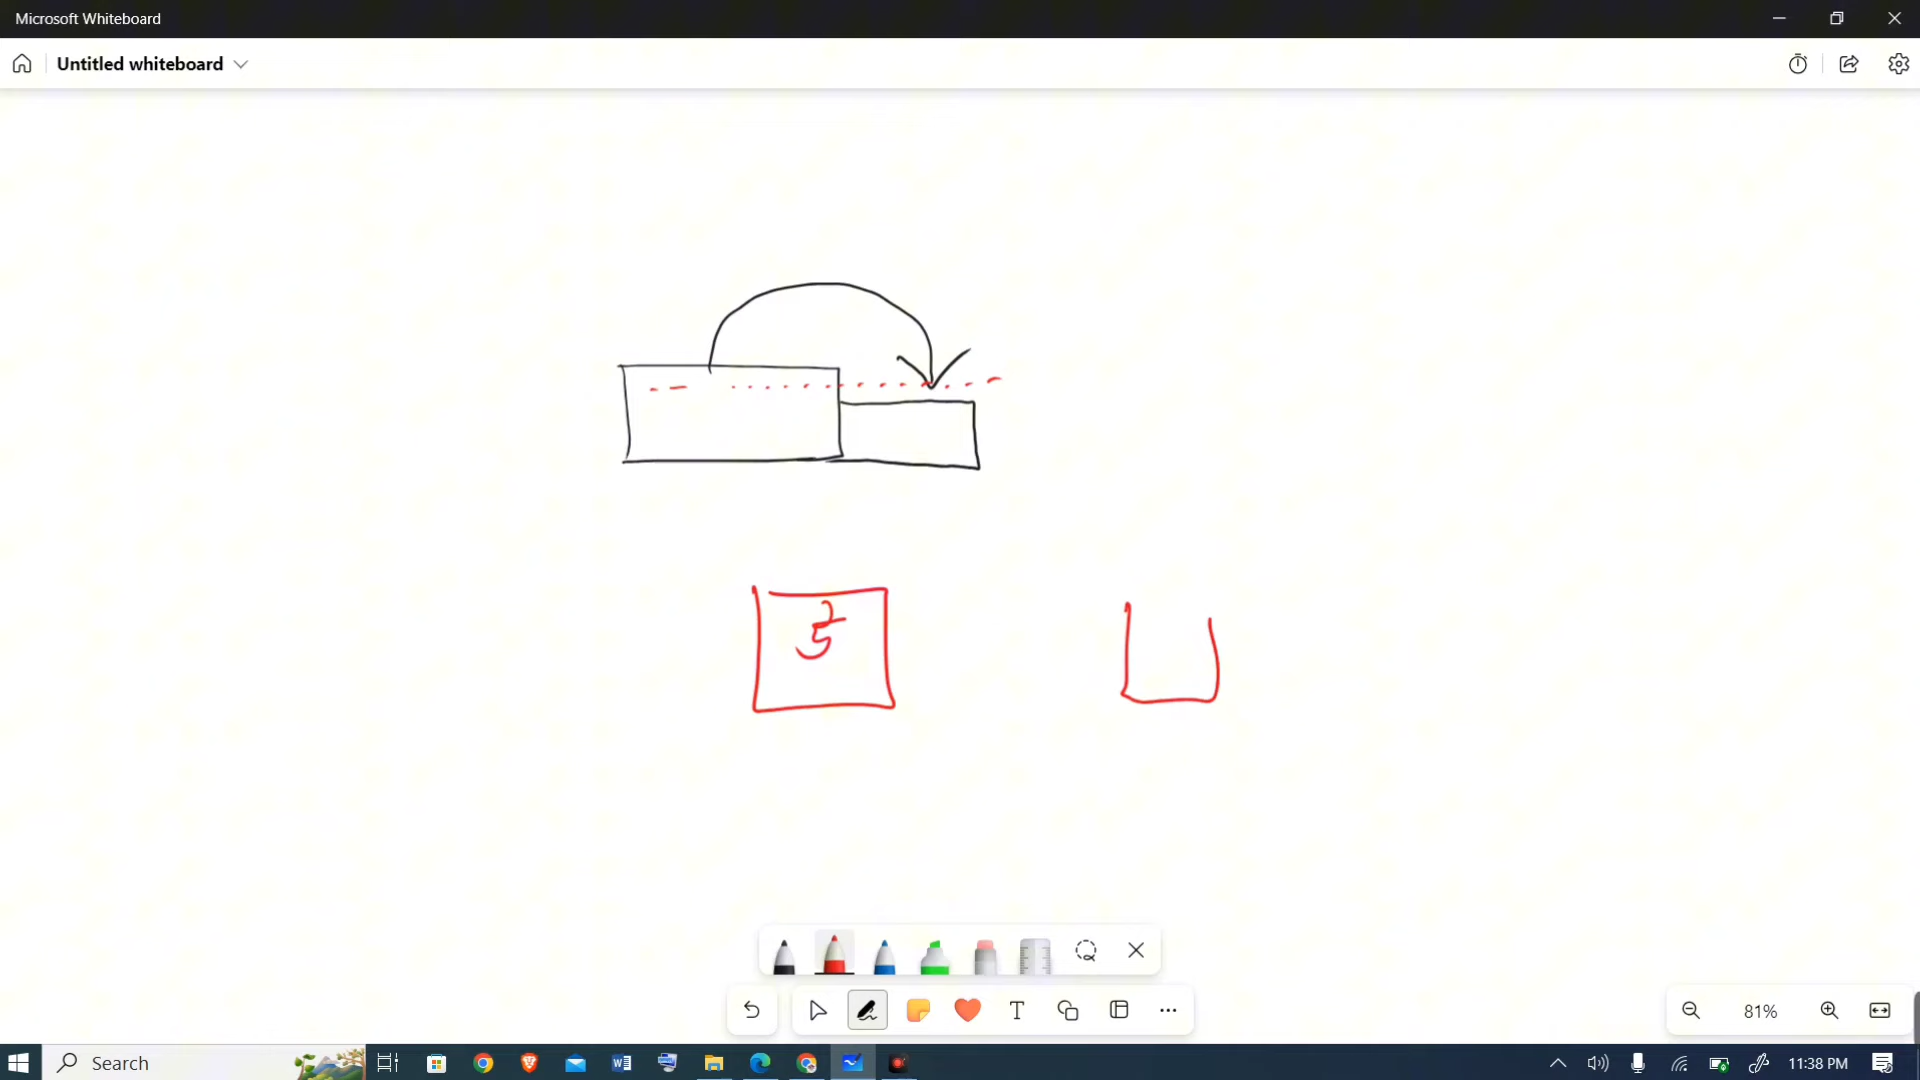 Microsoft Whiteboard
Untitled whiteboard
5
81%
Search
11:38 PM